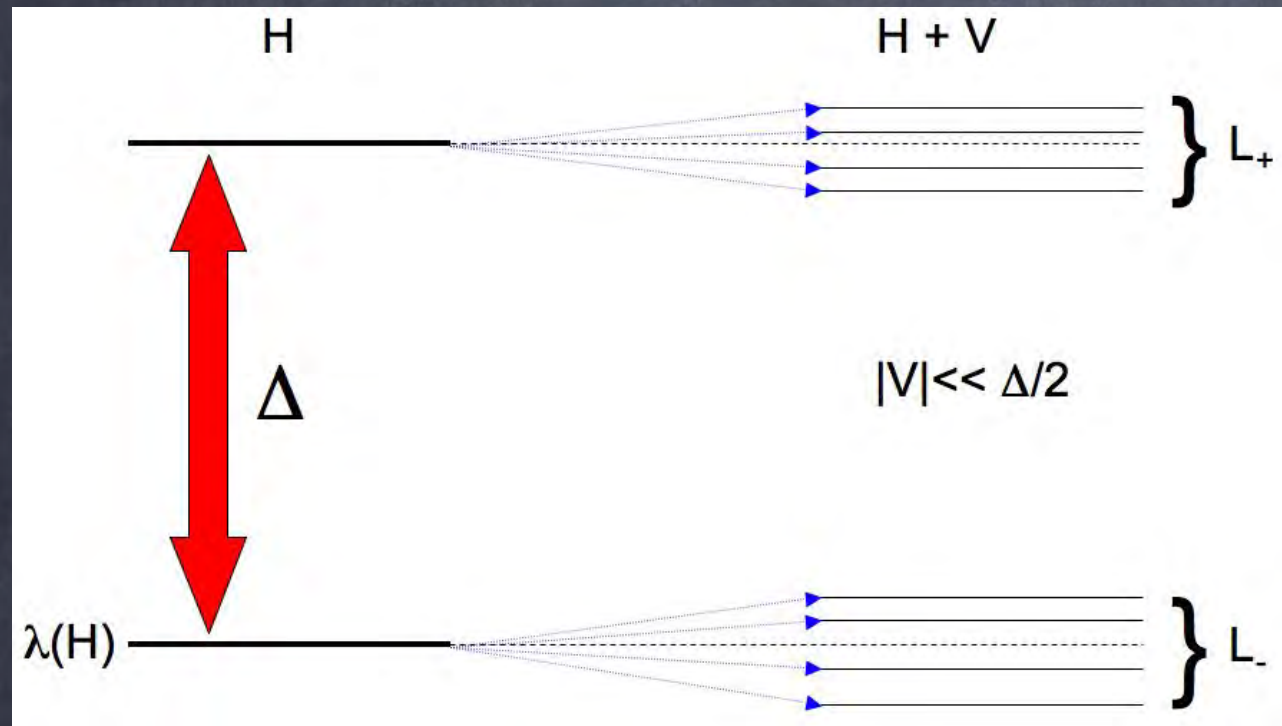 H
H + V
} L₊
Δ
|V|<< Δ/2
λ(H)
} L₋